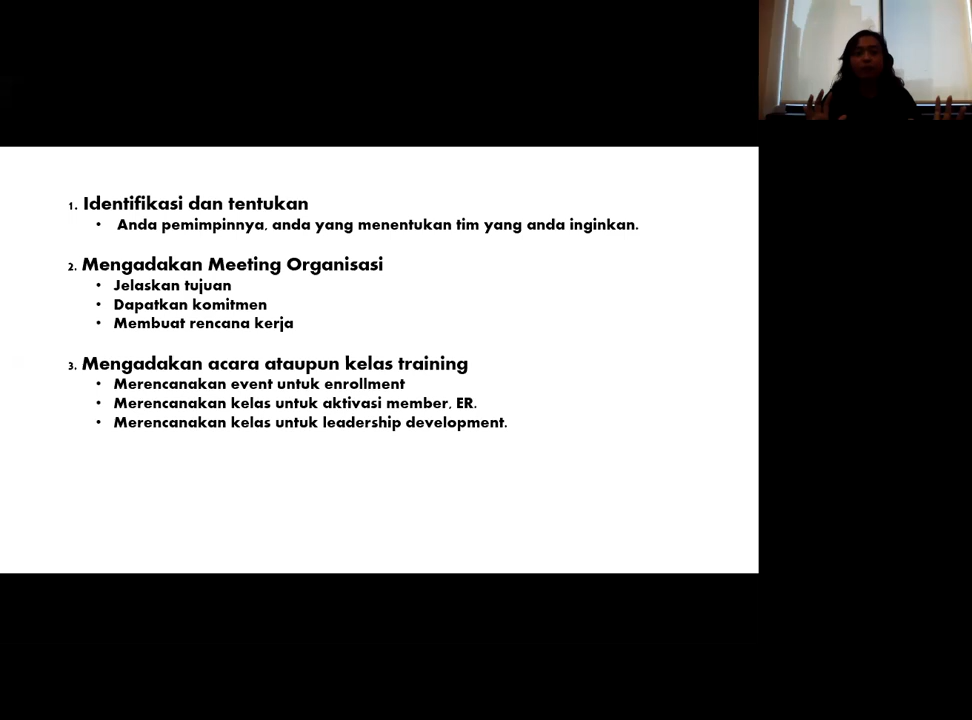 1. Identifikasi dan tentukan
• Anda pemimpinnya, anda yang menentukan tim yang anda inginkan.
2. Mengadakan Meeting Organisasi
• Jelaskan tujuan
• Dapatkan komitmen
• Membuat rencana kerja
3. Mengadakan acara ataupun kelas training
• Merencanakan event untuk enrollment
• Merencanakan kelas untuk aktivasi member, ER.
• Merencanakan kelas untuk leadership development.